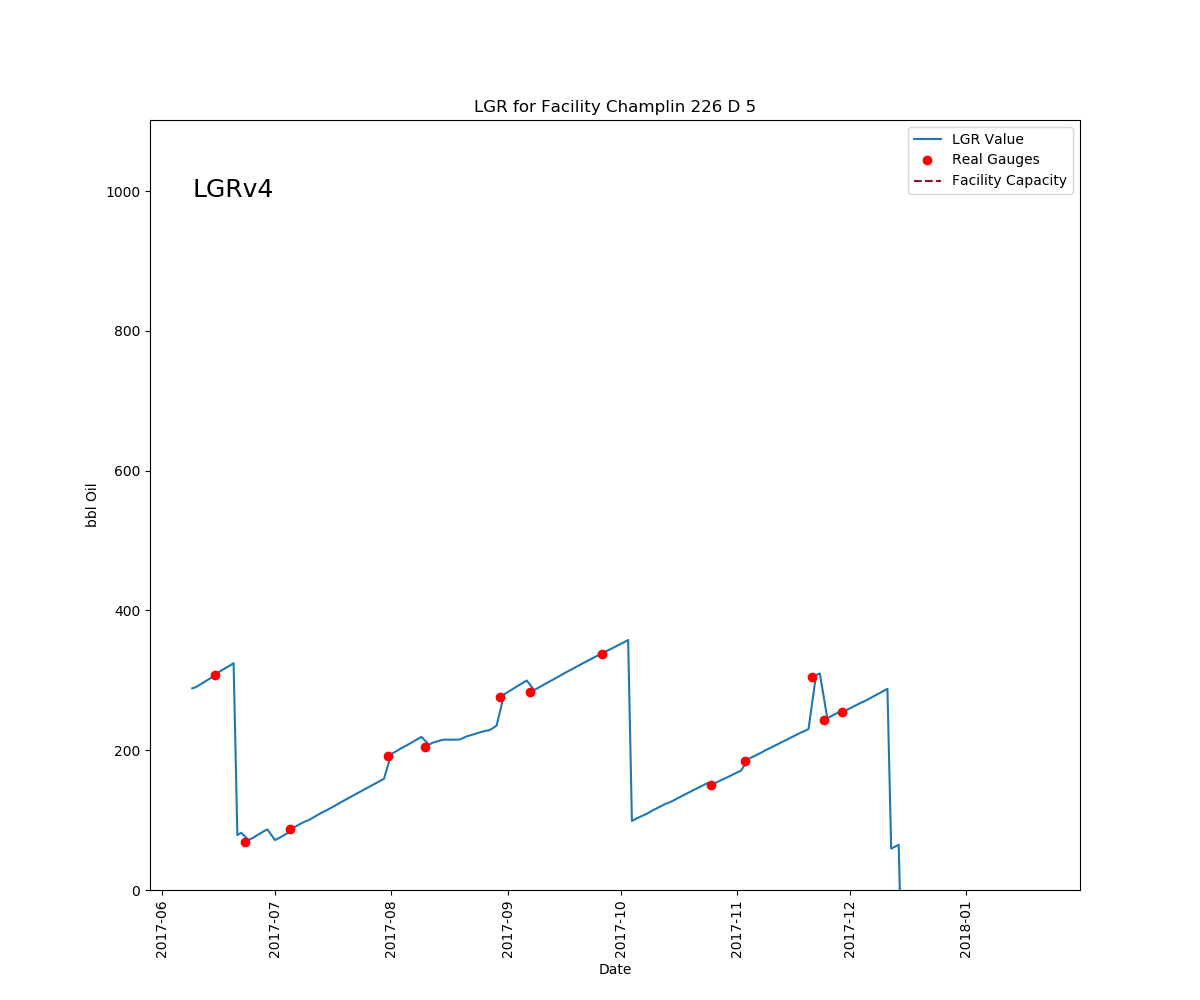 LGR for Facility Champlin 226 D 5
LGR Value
Real Gauges
Facility Capacity
LGRv4
1000
800
600
400
200
0
bbl Oil
2017-06
2017-07
2017-08
2017-09
2017-10
2017-11
2017-12
2018-01
Date